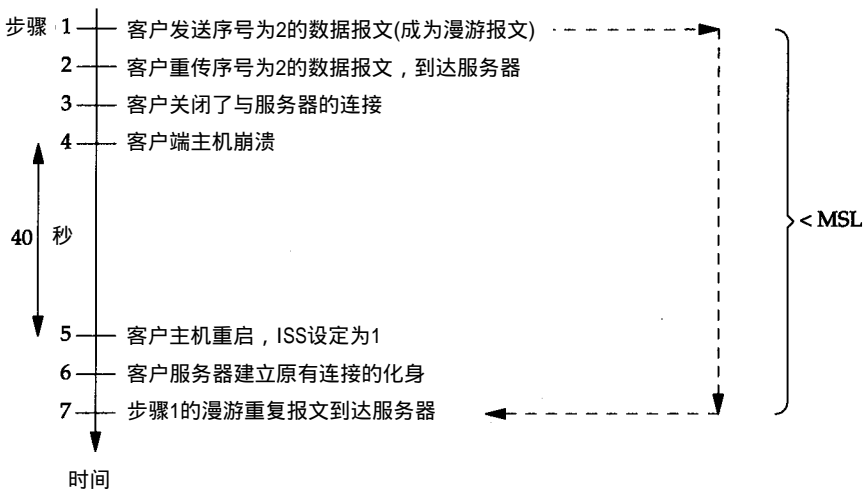 步骤 1 客户发送序号为2的数据报文(成为漫游报文)
2 客户重传序号为2的数据报文，到达服务器
3 客户关闭了与服务器的连接
4 客户端主机崩溃
< MSL
40 秒
5 客户主机重启，ISS设定为1
6 客户服务器建立原有连接的化身
7 步骤1的漫游重复报文到达服务器
时间